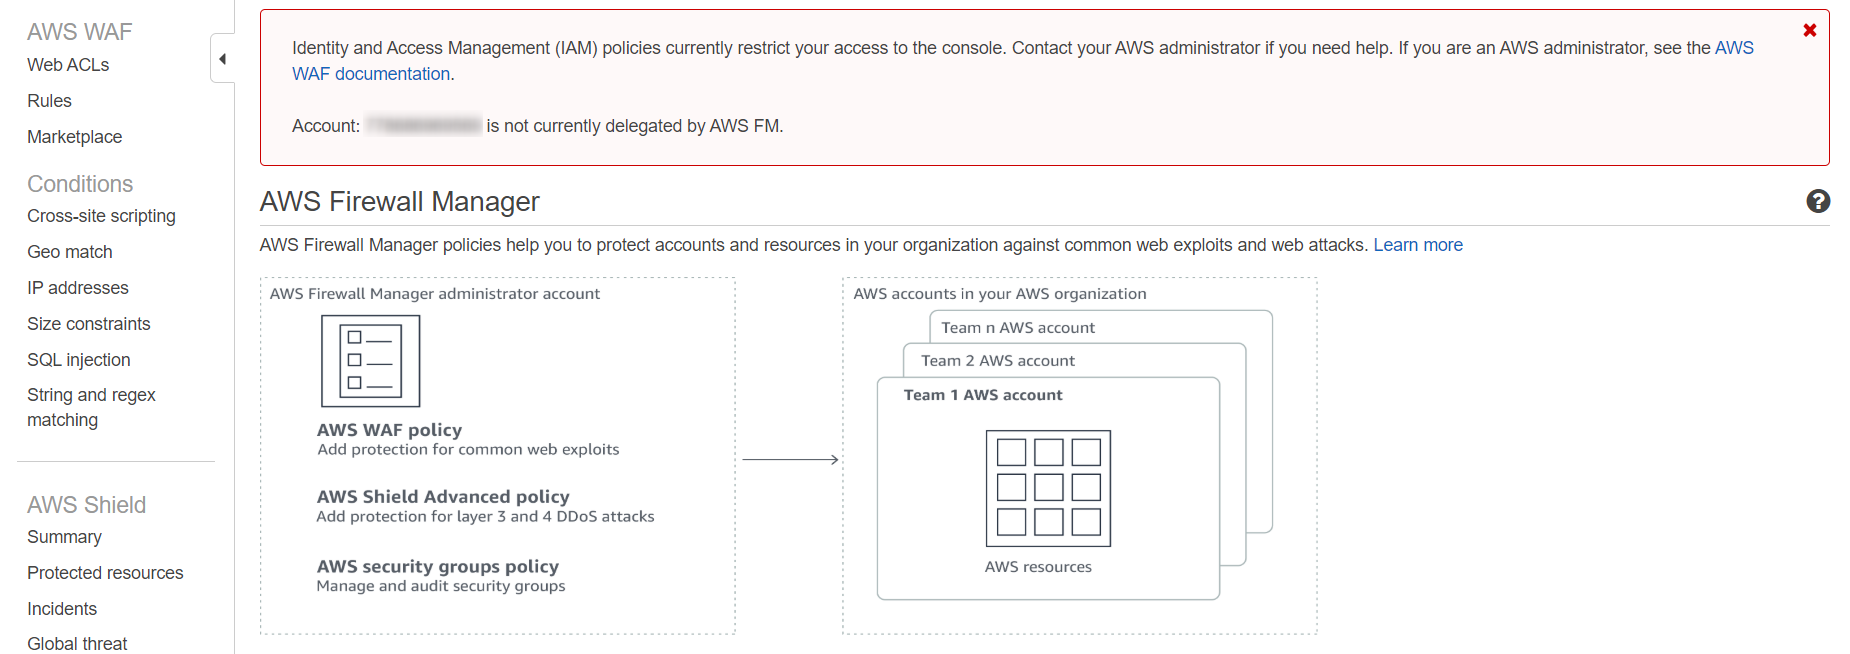 AWS WAF
Web ACLs
Rules
Marketplace
Conditions
Cross-site scripting
Geo match
IP addresses
Size constraints
SQL injection
String and regex
matching
AWS Shield
Summary
Protected resources
Incidents
Global threat
Identity and Access Management (IAM) policies currently restrict your access to the console. Contact your AWS administrator if you need help. If you are an AWS administrator, see the AWS
WAF documentation.
Account: is not currently delegated by AWS FM.
AWS Firewall Manager
AWS Firewall Manager policies help you to protect accounts and resources in your organization against common web exploits and web attacks. Learn more
AWS Firewall Manager administrator account
AWS WAF policy
Add protection for common web exploits
AWS Shield Advanced policy
Add protection for layer 3 and 4 DDoS attacks
AWS security groups policy
Manage and audit security groups
AWS accounts in your AWS organization
Team n AWS account
Team 2 AWS account
Team 1 AWS account
AWS resources